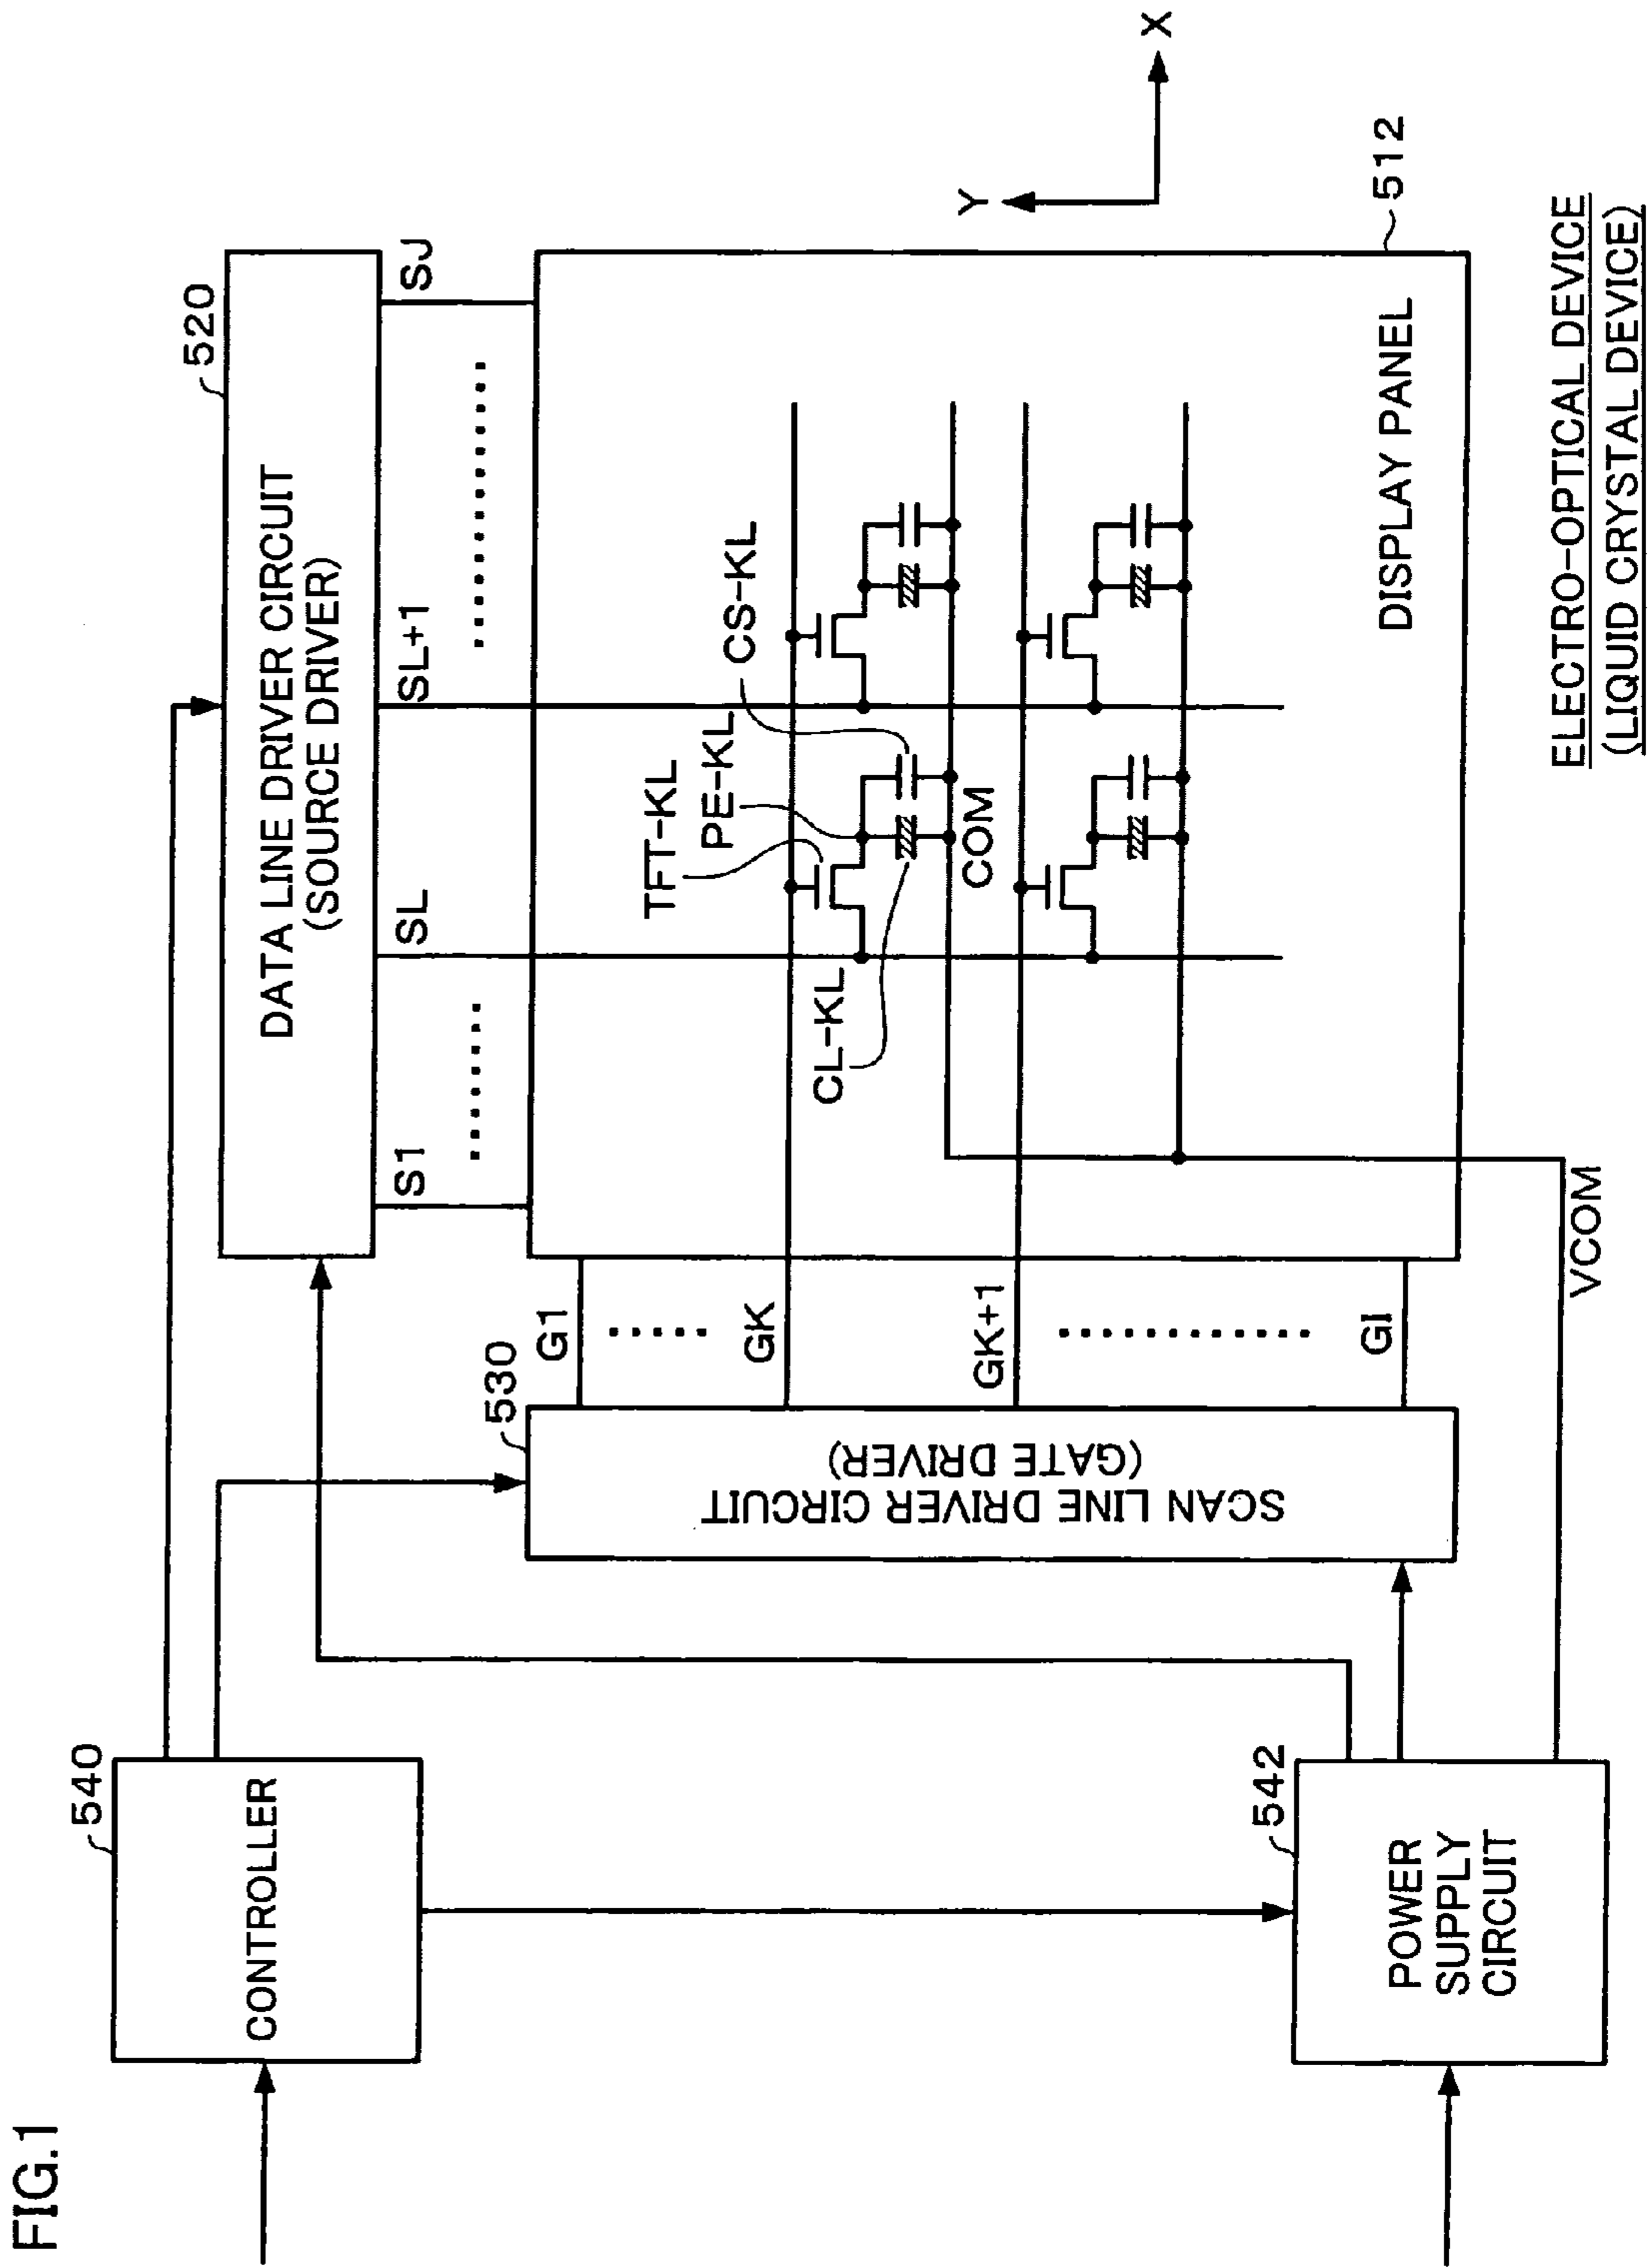 FIG.1
540
CONTROLLER
542
POWER
SUPPLY
CIRCUIT
530
SCAN LINE DRIVER CIRCUIT
(GATE DRIVER)
520
DATA LINE DRIVER CIRCUIT
(SOURCE DRIVER)
S1
SL
SL+1
SJ
G1
GK
GK+1
GI
VCOM
TFT-KL
PE-KL
CS-KL
CL-KL
COM
DISPLAY PANEL
512
Y
X
ELECTRO-OPTICAL DEVICE
(LIQUID CRYSTAL DEVICE)